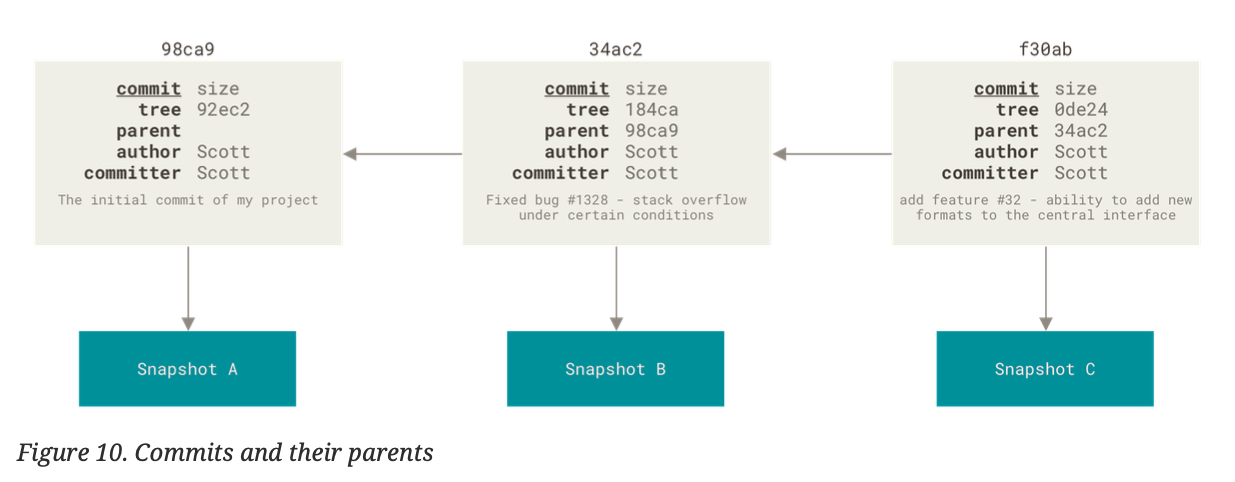 98ca9
commit size
tree 92ec2
parent
author Scott
committer Scott
The initial commit of my project
Snapshot A
34ac2
commit size
tree 184ca
parent 98ca9
author Scott
committer Scott
Fixed bug #1328 - stack overflow
under certain conditions
Snapshot B
f30ab
commit size
tree 0de24
parent 34ac2
author Scott
committer Scott
add feature #32 - ability to add new
formats to the central interface
Snapshot C
Figure 10. Commits and their parents